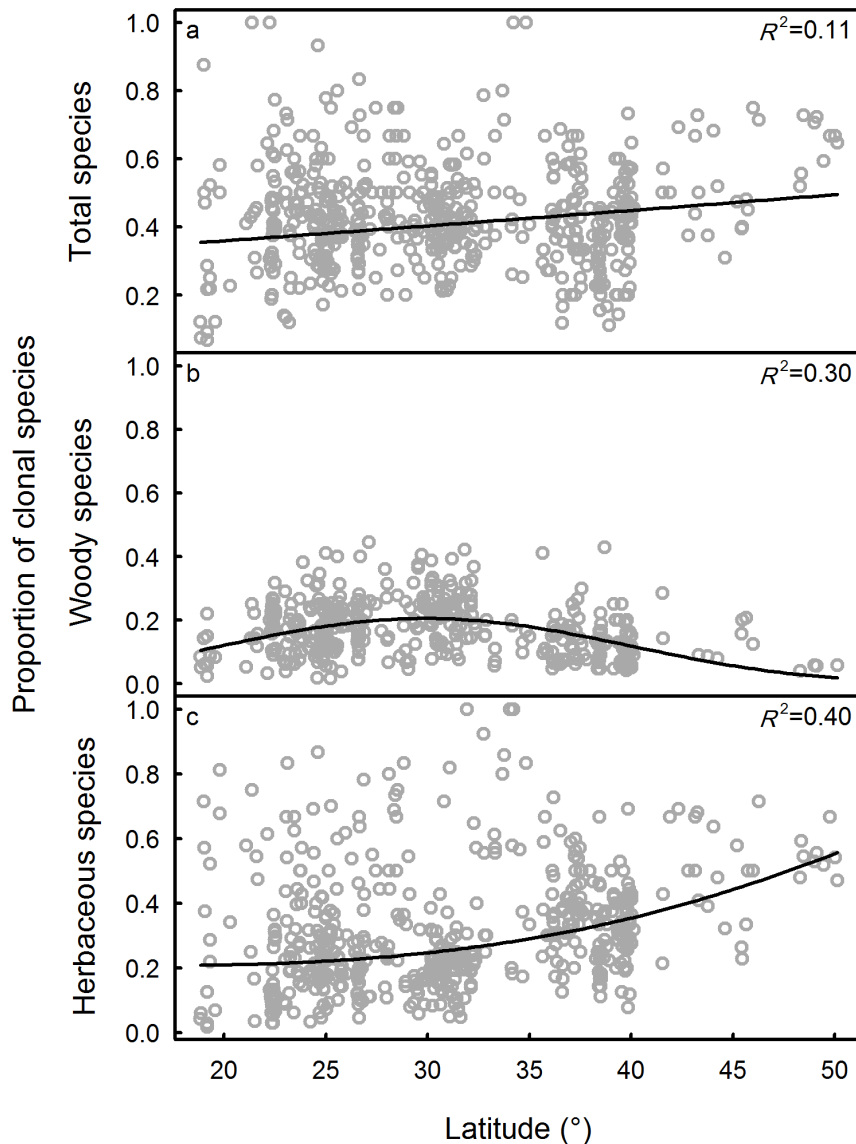 Proportion of clonal species
Total species
a
R²=0.11
1.0
0.8
0.6
0.4
0.2
Woody species
b
R²=0.30
1.0
0.8
0.6
0.4
0.2
0.0
Herbaceous species
c
R²=0.40
1.0
0.8
0.6
0.4
0.2
0.0
20 25 30 35 40 45 50
Latitude (°)